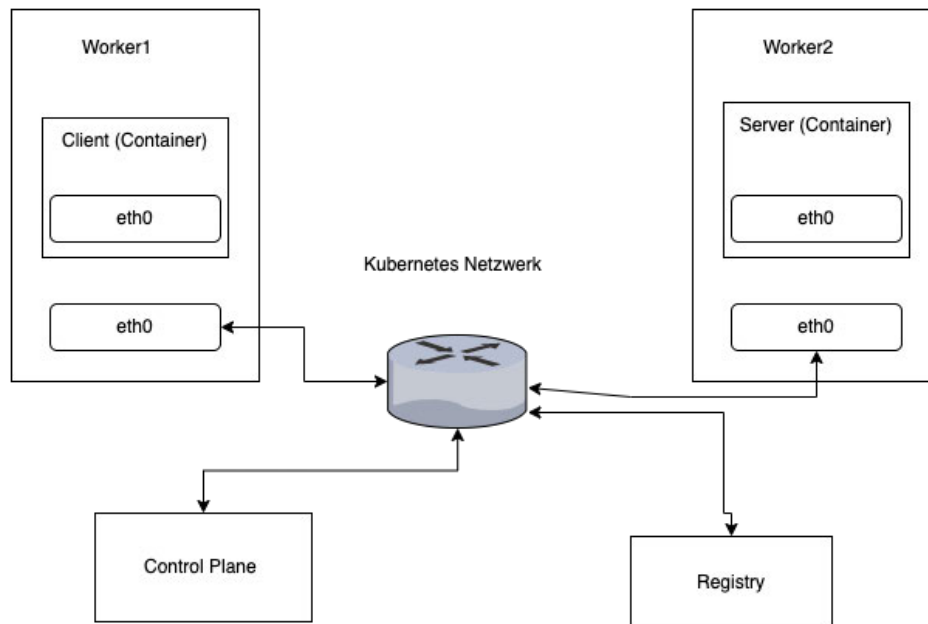 Worker1
Worker2
Client (Container)
Server (Container)
eth0
eth0
Kubernetes Netzwerk
eth0
eth0
Control Plane
Registry